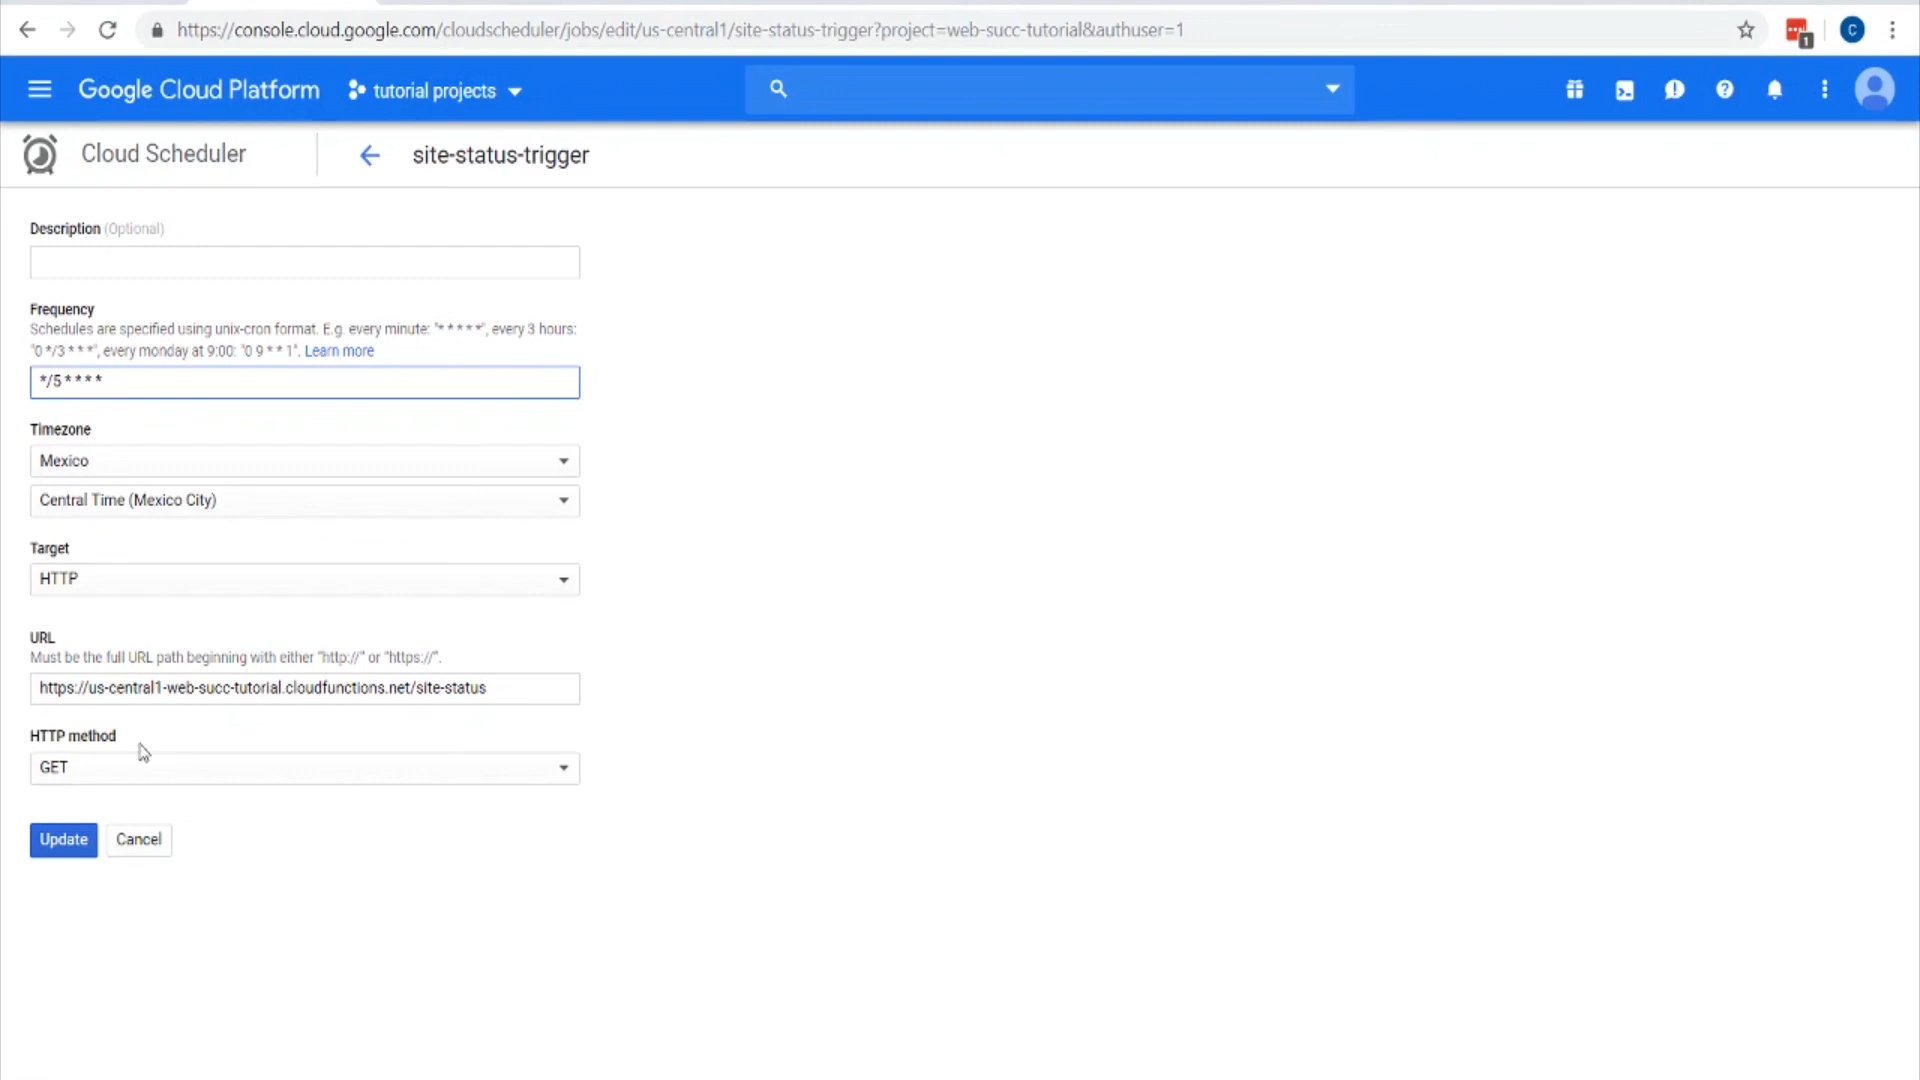 https://console.cloud.google.com/cloudscheduler/jobs/edit/us-central1/site-status-trigger?project=web-succ-tutorial&authuser=1
1
C
Google Cloud Platform
tutorial projects
Cloud Scheduler
site-status-trigger
Description (Optional)
Frequency
Schedules are specified using unix-cron format. E.g. every minute: "* * * * *", every 3 hours:
"0 */3 * * *", every monday at 9:00: "0 9 * * 1". Learn more
*/5 * * * *
Timezone
Mexico
Central Time (Mexico City)
Target
HTTP
URL
Must be the full URL path beginning with either "http://" or "https://".
https://us-central1-web-succ-tutorial.cloudfunctions.net/site-status
HTTP method
GET
Update Cancel